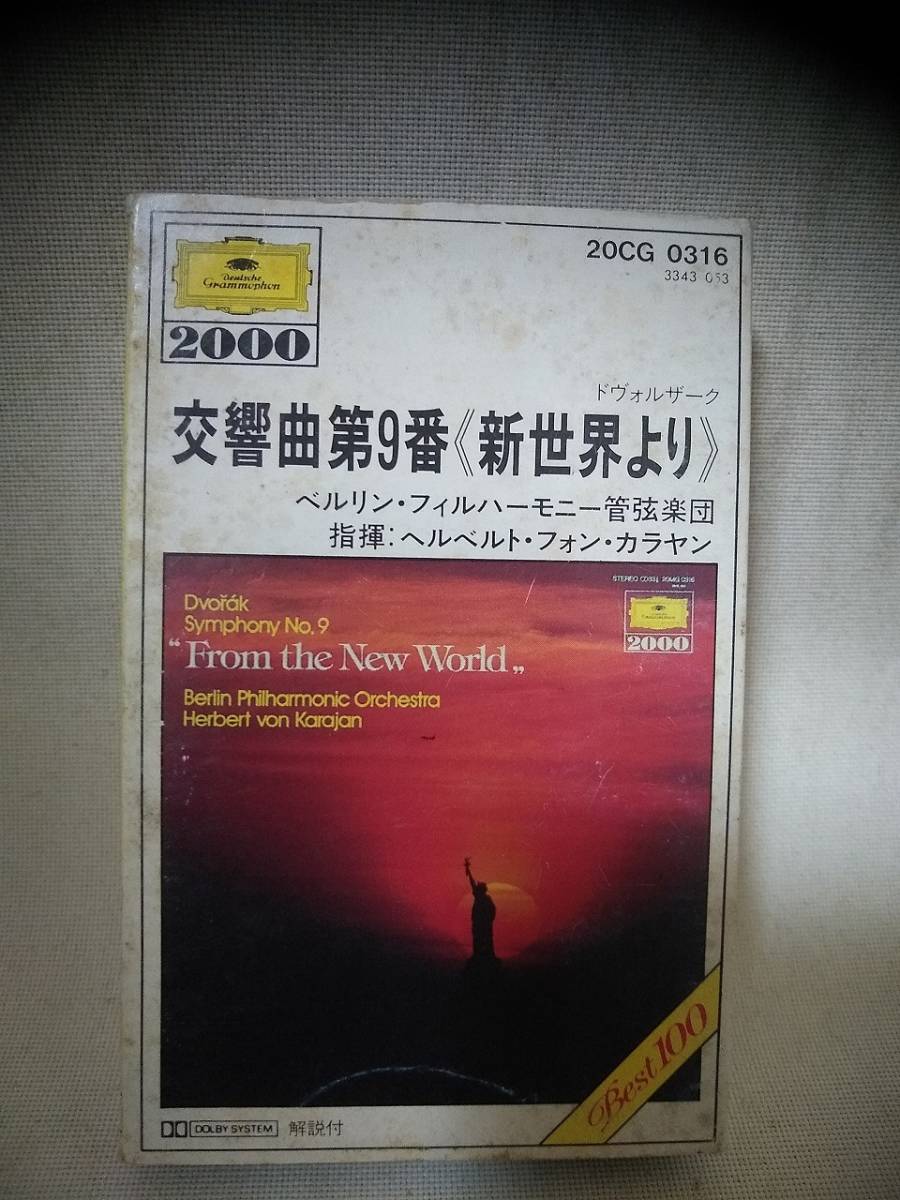 Deutsche
Grammophon
2000
20CG 0316
3343 053
ドヴォルザーク
交響曲第9番《新世界より》
ベルリン・フィルハーモニー管弦楽団
指揮:ヘルベルト・フォン・カラヤン
Dvořák
Symphony No. 9
“From the New World„
Berlin Philharmonic Orchestra
Herbert von Karajan
Deutsche
Grammophon
2000
Best100
DOLBY SYSTEM 解説付